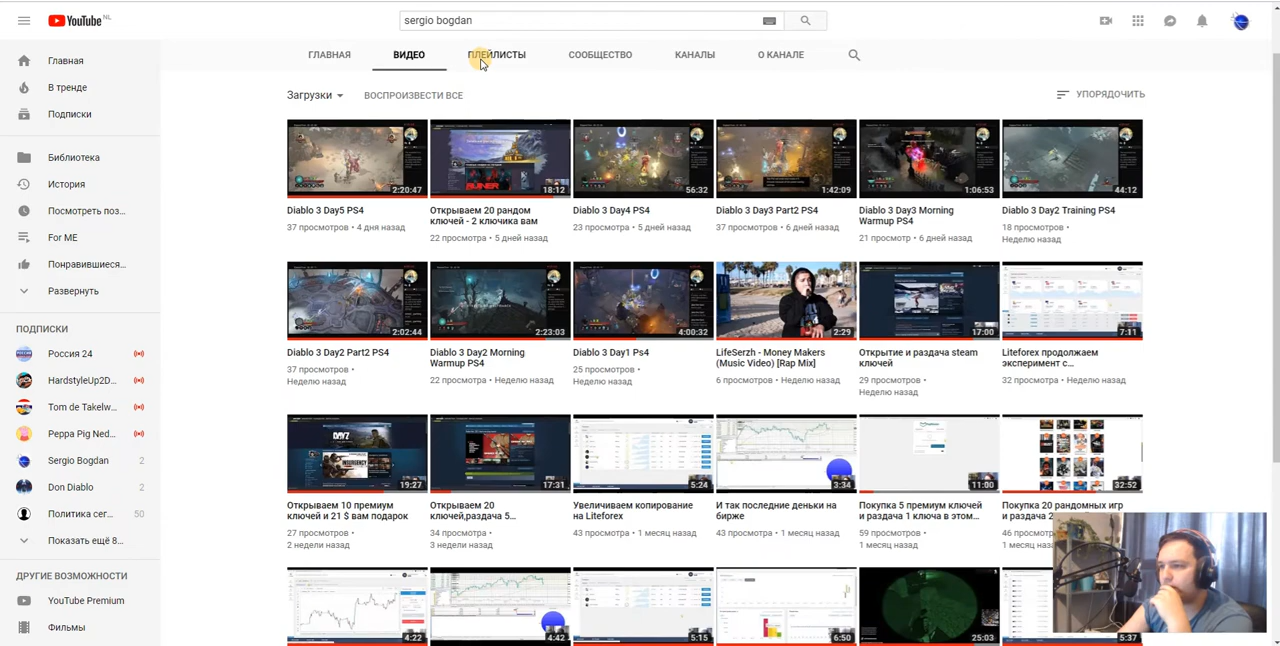 YouTube NL
sergio bogdan
ГЛАВНАЯ
ВИДЕО
ПЛЕЙЛИСТЫ
СООБЩЕСТВО
КАНАЛЫ
О КАНАЛЕ
Загрузки
ВОСПРОИЗВЕСТИ ВСЕ
УПОРЯДОЧИТЬ
Главная
В тренде
Подписки
Библиотека
История
Посмотреть поз...
For ME
Понравившиеся...
Развернуть
ПОДПИСКИ
Россия 24
HardstyleUp2D...
Tom de Takelw...
Peppa Pig Ned...
Sergio Bogdan 2
Don Diablo 2
Политика сег... 50
Показать ещё 8...
ДРУГИЕ ВОЗМОЖНОСТИ
YouTube Premium
Фильмы
2:20:47
Diablo 3 Day5 PS4
37 просмотров • 4 дня назад
RUINER
18:12
Открываем 20 рандом
ключей - 2 ключика вам
22 просмотра • 5 дней назад
56:32
Diablo 3 Day4 PS4
23 просмотра • 5 дней назад
1:42:09
Diablo 3 Day3 Part2 PS4
37 просмотров • 6 дней назад
1:06:53
Diablo 3 Day3 Morning
Warmup PS4
21 просмотр • 6 дней назад
44:12
Diablo 3 Day2 Training PS4
18 просмотров •
Неделю назад
2:02:44
Diablo 3 Day2 Part2 PS4
37 просмотров •
Неделю назад
2:23:03
Diablo 3 Day2 Morning
Warmup PS4
22 просмотра • Неделю назад
4:00:32
Diablo 3 Day1 Ps4
25 просмотров •
Неделю назад
2:29
LifeSerzh - Money Makers
(Music Video) [Rap Mix]
6 просмотров • Неделю назад
17:00
Открытие и раздача steam
ключей
29 просмотров •
Неделю назад
7:11
Liteforex продолжаем
эксперимент с...
32 просмотра • Неделю назад
DAYZ
INSURGENCY
19:27
Открываем 10 премиум
ключей и 21 $ вам подарок
27 просмотров •
2 недели назад
17:31
Открываем 20
ключей,раздача 5...
34 просмотра •
3 недели назад
5:24
Увеличиваем копирование
на Liteforex
43 просмотра • 1 месяц назад
3:34
И так последние деньги на
бирже
43 просмотра • 1 месяц назад
11:00
Покупка 5 премиум ключей
и раздача 1 ключа в этом...
59 просмотров •
1 месяц назад
32:52
Покупка 20 рандомных игр
и раздача
46
1 месяц
4:22
4:42
5:15
6:50
25:03
5:37